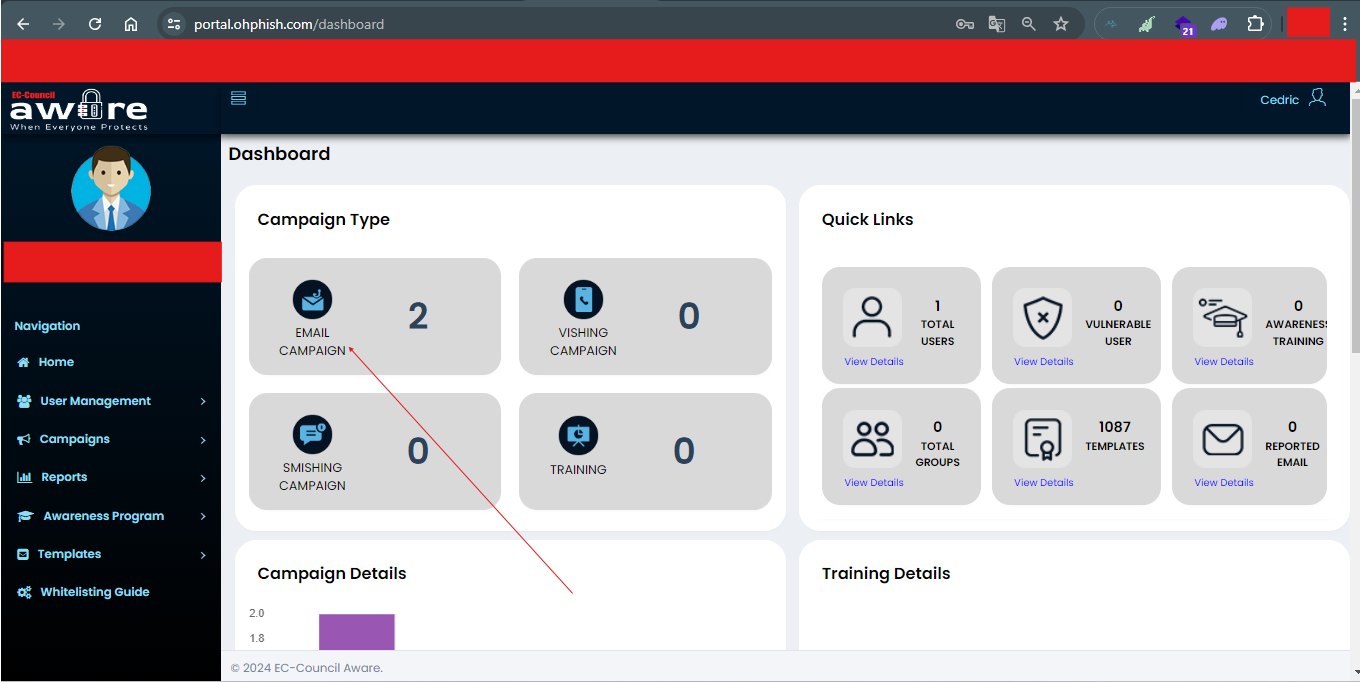 portal.ohphish.com/dashboard
21
EC-Council
aware
When Everyone Protects
Cedric
Dashboard
Navigation
Home
User Management
Campaigns
Reports
Awareness Program
Templates
Whitelisting Guide
Campaign Type
EMAIL
CAMPAIGN
2
VISHING
CAMPAIGN
0
SMISHING
CAMPAIGN
0
TRAINING
0
Quick Links
1
TOTAL
USERS
View Details
0
VULNERABLE
USER
View Details
0
AWARENESS
TRAINING
View Details
0
TOTAL
GROUPS
View Details
1087
TEMPLATES
View Details
0
REPORTED
EMAIL
View Details
Campaign Details
2.0
1.8
Training Details
© 2024 EC-Council Aware.